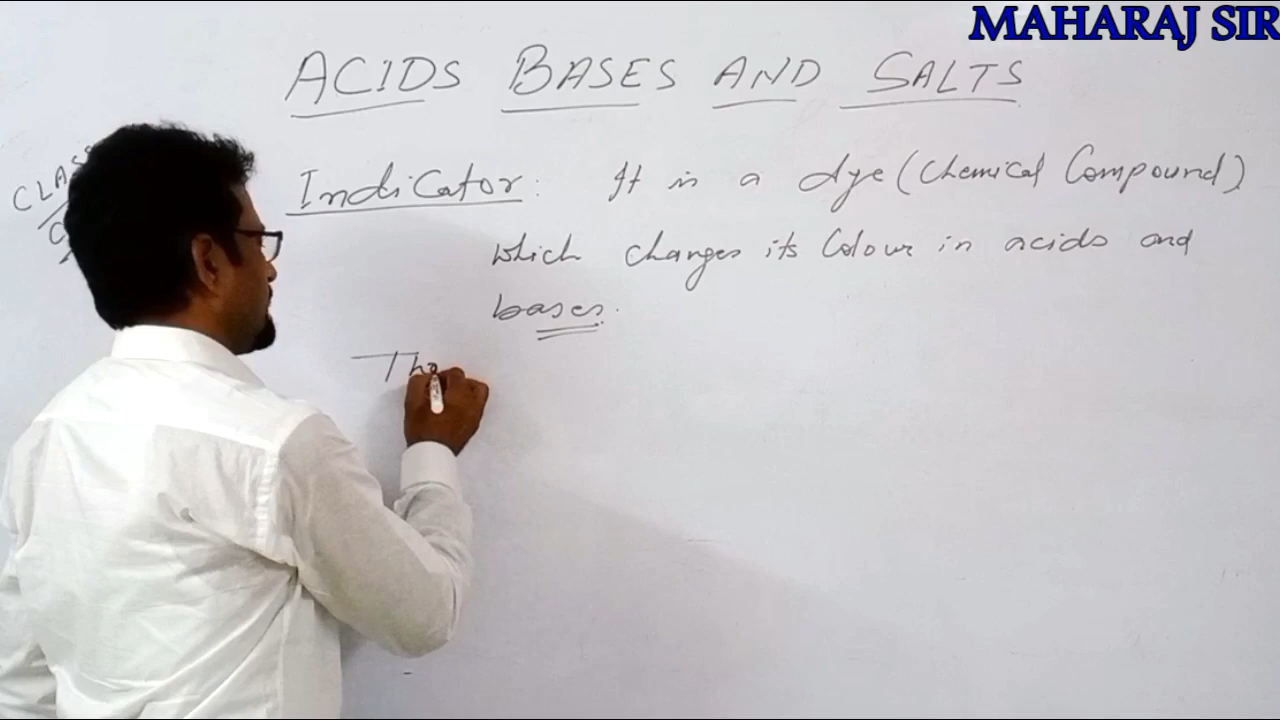 MAHARAJ SIR
ACIDS BASES AND SALTS
CLASS
Indicator: It is a dye (Chemical Compound)
which changes its Colour in acids and
bases.
The